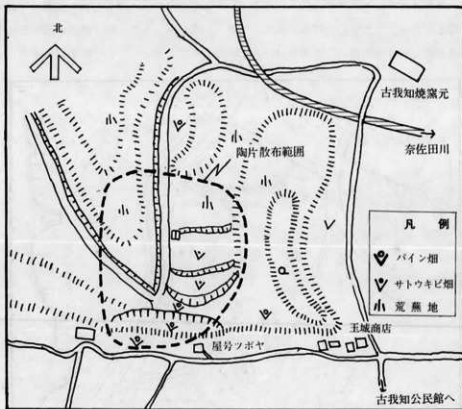 北
古我知焼窯元
陶片散布範囲
奈佐田川
凡例
パイン畑
サトウキビ畑
荒蕪地
玉城商店
屋号ツボヤ
古我知公民館へ